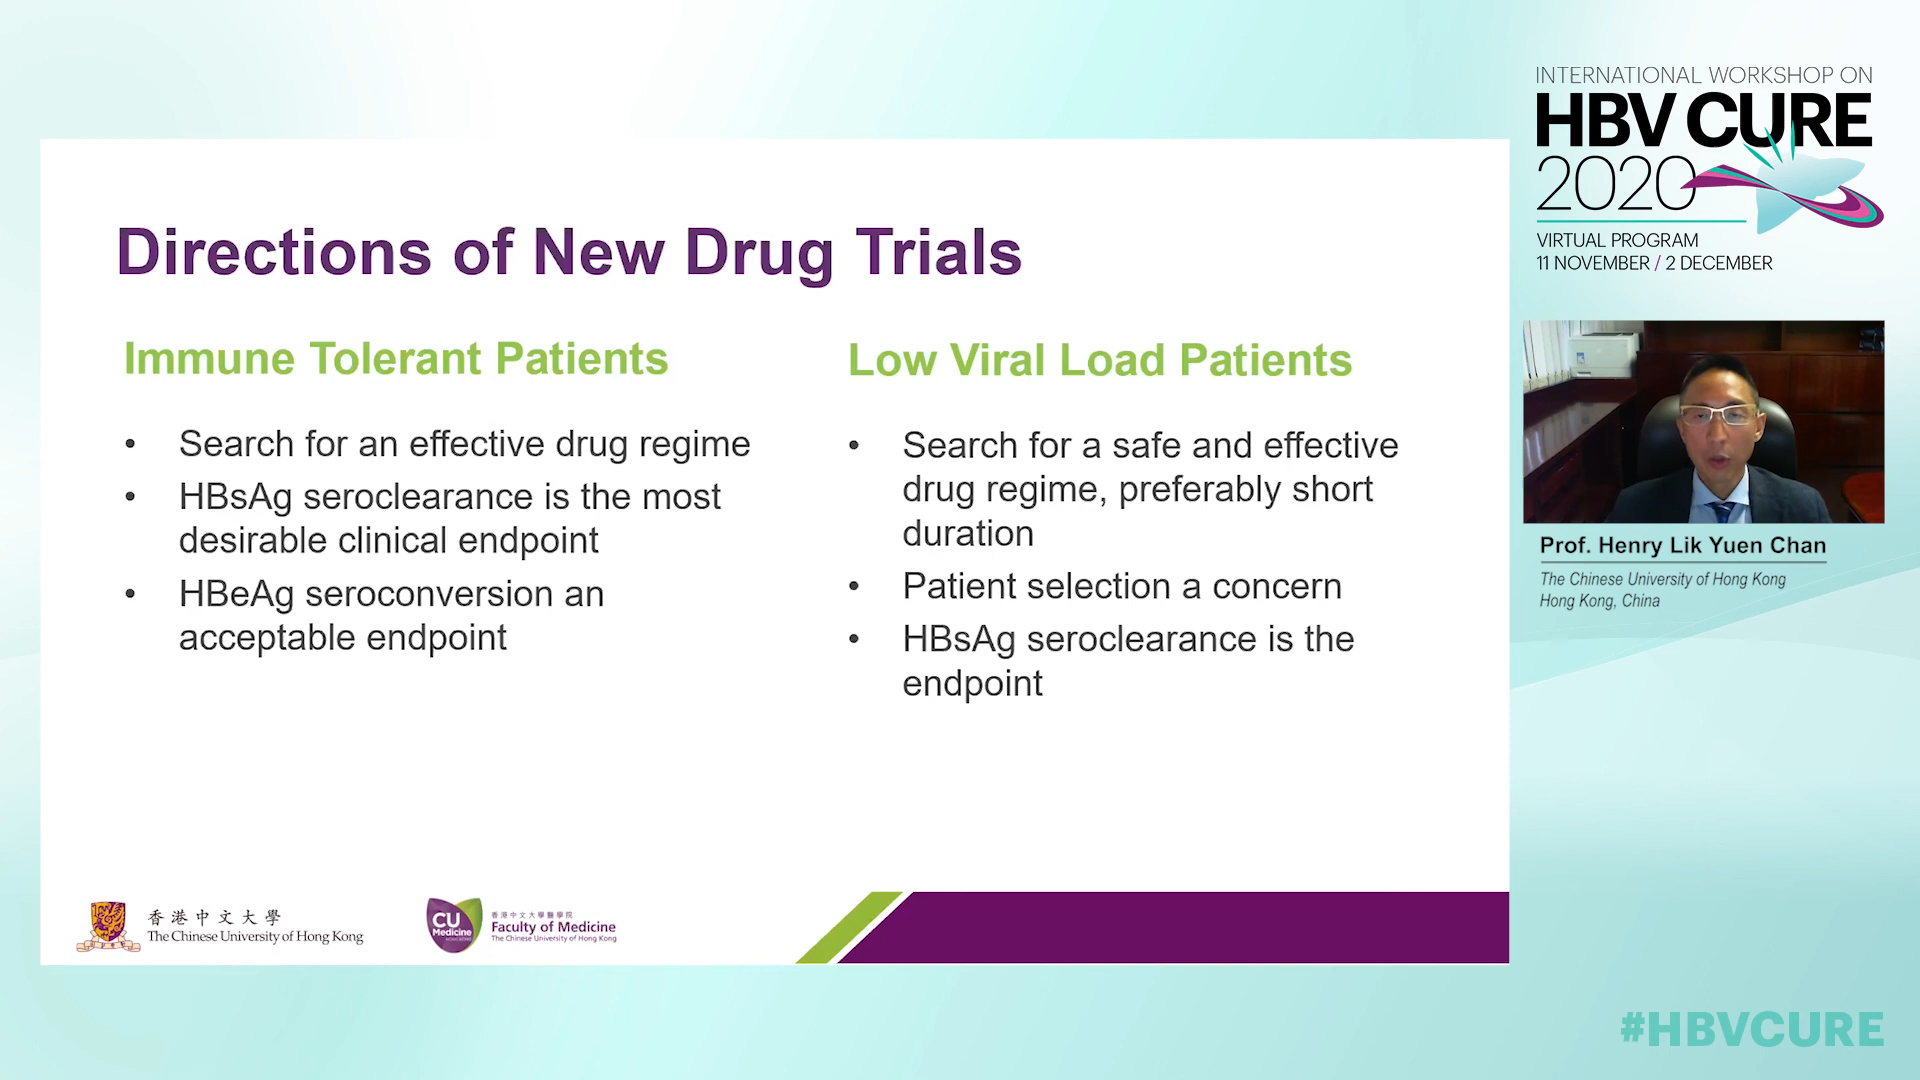 INTERNATIONAL WORKSHOP ON
HBV CURE
2020
VIRTUAL PROGRAM
11 NOVEMBER / 2 DECEMBER
Directions of New Drug Trials
Immune Tolerant Patients
• Search for an effective drug regime
• HBsAg seroclearance is the most
desirable clinical endpoint
• HBeAg seroconversion an
acceptable endpoint
Low Viral Load Patients
• Search for a safe and effective
drug regime, preferably short
duration
• Patient selection a concern
• HBsAg seroclearance is the
endpoint
Prof. Henry Lik Yuen Chan
The Chinese University of Hong Kong
Hong Kong, China
香港中文大學
The Chinese University of Hong Kong
CU
Medicine
HONG KONG
香港中文大學醫學院
Faculty of Medicine
The Chinese University of Hong Kong
#HBVCURE